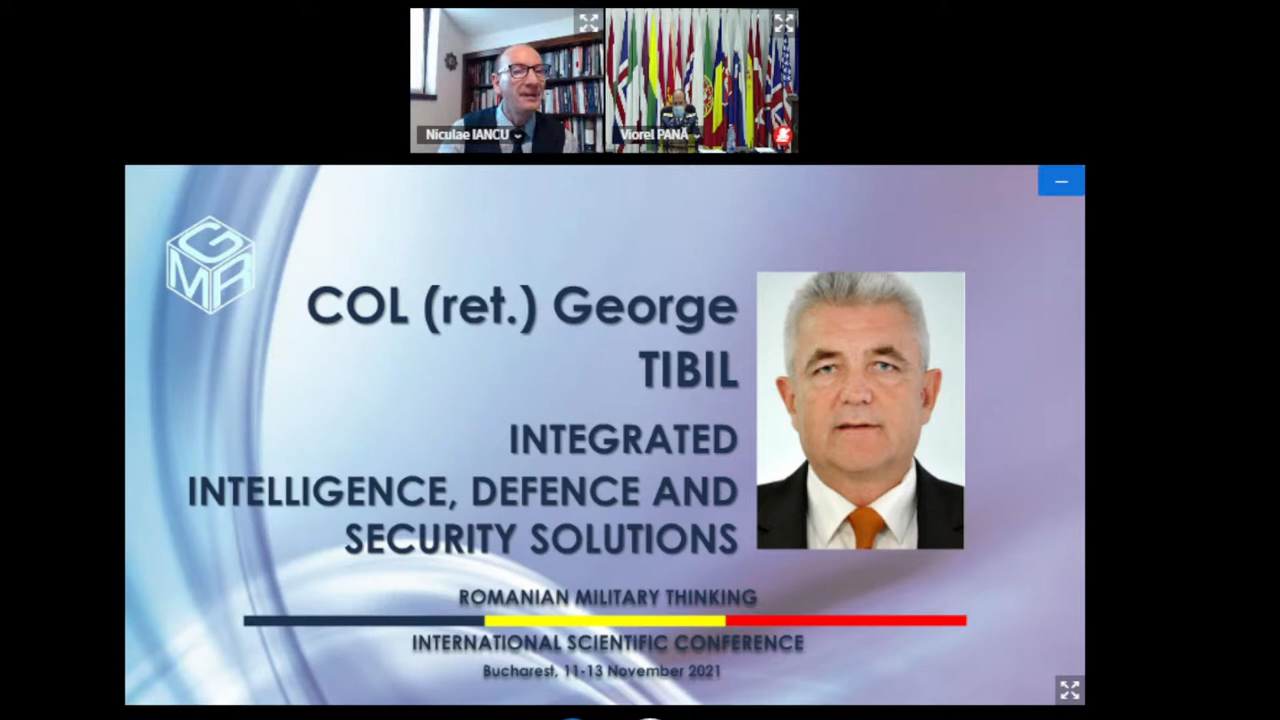 Niculae IANCU
Viorel PANĂ
GMR
COL (ret.) George
TIBIL
INTEGRATED
INTELLIGENCE, DEFENCE AND
SECURITY SOLUTIONS
ROMANIAN MILITARY THINKING
INTERNATIONAL SCIENTIFIC CONFERENCE
Bucharest, 11-13 November 2021